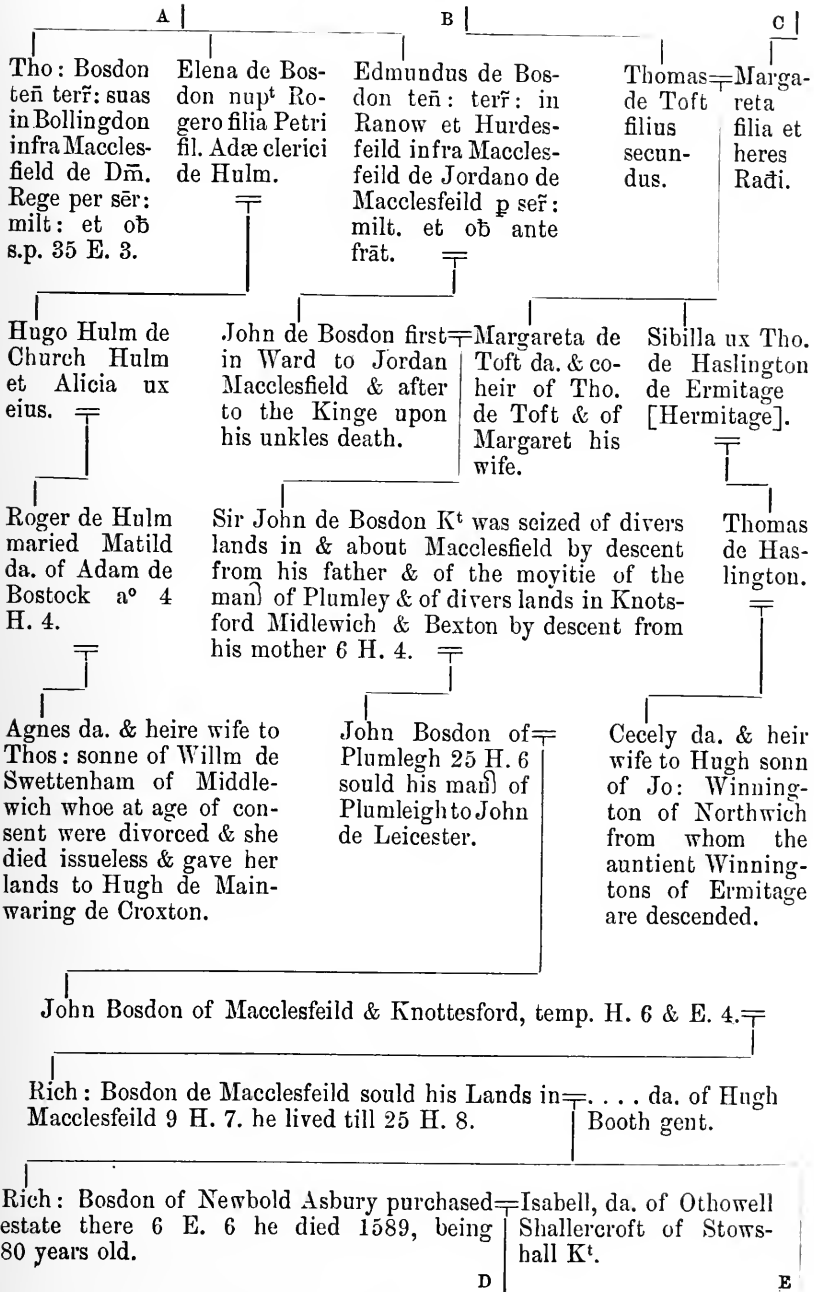 A B C
Tho: Bosdon
teñ terr̃: suas
in Bollingdon
infra Maccles-
field de Dm̄.
Rege per sēr:
milt: et oƀ
s.p. 35 E. 3.
Elena de Bos-
don nupᵗ Ro-
gero filia Petri
fil. Adæ clerici
de Hulm.
Edmundus de Bos-
don teñ: terr̃: in
Ranow et Hurdes-
feild infra Maccles-
feild de Jordano de
Macclesfeild ꝑ ser̃:
milt. et oƀ ante
frāt.
Thomas
de Toft
filius
secun-
dus.
Marga-
reta
filia et
heres
Rađi.
Hugo Hulm de
Church Hulm
et Alicia ux
eius.
John de Bosdon first
in Ward to Jordan
Macclesfield & after
to the Kinge upon
his unkles death.
Margareta de
Toft da. & co-
heir of Tho.
de Toft & of
Margaret his
wife.
Sibilla ux Tho.
de Haslington
de Ermitage
[Hermitage].
Roger de Hulm
maried Matild
da. of Adam de
Bostock aº 4
H. 4.
Sir John de Bosdon Kᵗ was seized of divers
lands in & about Macclesfield by descent
from his father & of the moyitie of the
mañ of Plumley & of divers lands in Knots-
ford Midlewich & Bexton by descent from
his mother 6 H. 4.
Thomas
de Has-
lington.
Agnes da. & heire wife to
Thos: sonne of Willm de
Swettenham of Middle-
wich whoe at age of con-
sent were divorced & she
died issueless & gave her
lands to Hugh de Main-
waring de Croxton.
John Bosdon of
Plumlegh 25 H. 6
sould his mañ of
Plumleigh to John
de Leicester.
Cecely da. & heir
wife to Hugh sonn
of Jo: Winning-
ton of Northwich
from whom the
auntient Winning-
tons of Ermitage
are descended.
John Bosdon of Macclesfeild & Knottesford, temp. H. 6 & E. 4.
Rich: Bosdon de Macclesfeild sould his Lands in
Macclesfeild 9 H. 7. he lived till 25 H. 8.
. . . . da. of Hugh
Booth gent.
Rich: Bosdon of Newbold Asbury purchased
estate there 6 E. 6 he died 1589, being
80 years old.
Isabell, da. of Othowell
Shallercroft of Stows-
hall Kᵗ.
D E